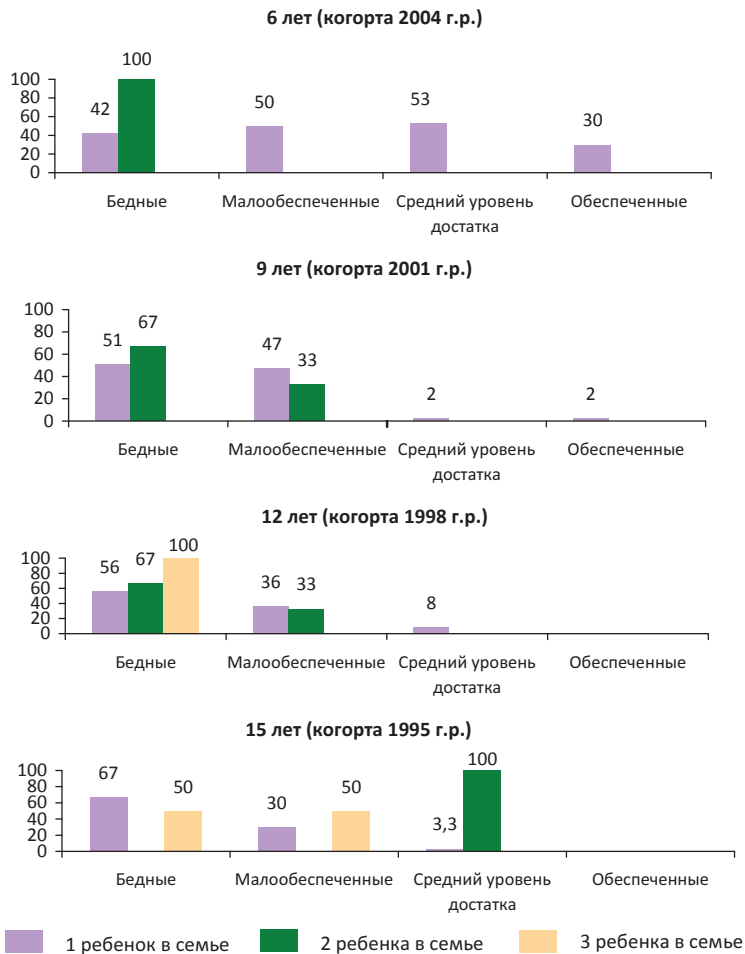 6 лет (когорта 2004 г.р.)
100
100
80
60
40
20
0
42
50
53
30
Бедные
Малообеспеченные
Средний уровень
достатка
Обеспеченные
9 лет (когорта 2001 г.р.)
100
80
60
40
20
0
51
67
47
33
2
2
Бедные
Малообеспеченные
Средний уровень
достатка
Обеспеченные
12 лет (когорта 1998 г.р.)
100
80
60
40
20
0
56
67
100
36
33
8
Бедные
Малообеспеченные
Средний уровень
достатка
Обеспеченные
15 лет (когорта 1995 г.р.)
100
80
60
40
20
0
67
50
30
50
3,3
100
Бедные
Малообеспеченные
Средний уровень
достатка
Обеспеченные
1 ребенок в семье
2 ребенка в семье
3 ребенка в семье